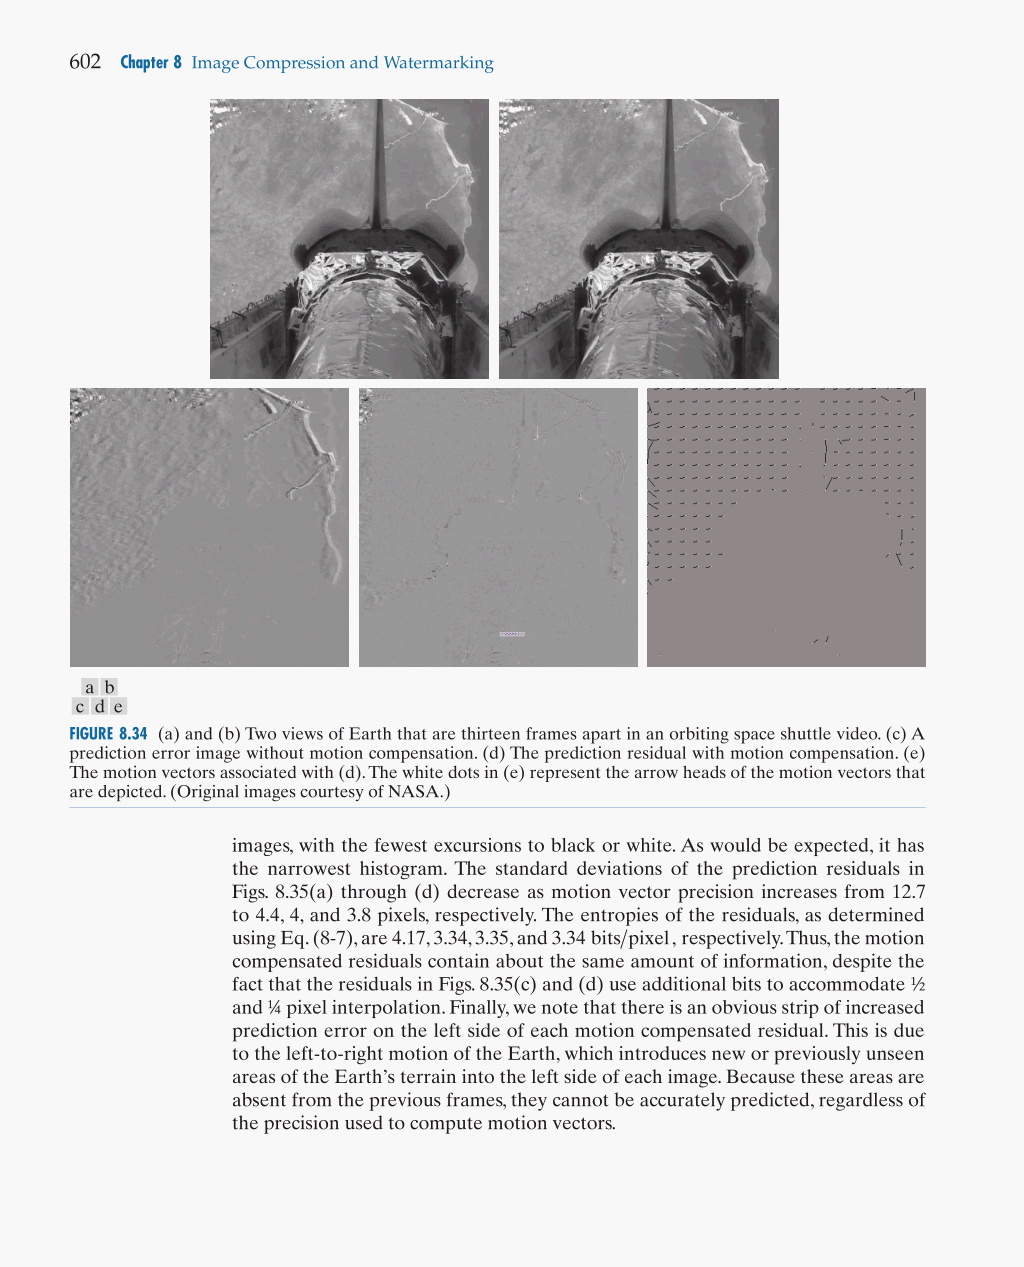 602 Chapter 8 Image Compression and Watermarking
a b
c d e
FIGURE 8.34 (a) and (b) Two views of Earth that are thirteen frames apart in an orbiting space shuttle video. (c) A
prediction error image without motion compensation. (d) The prediction residual with motion compensation. (e)
The motion vectors associated with (d). The white dots in (e) represent the arrow heads of the motion vectors that
are depicted. (Original images courtesy of NASA.)
images, with the fewest excursions to black or white. As would be expected, it has
the narrowest histogram. The standard deviations of the prediction residuals in
Figs. 8.35(a) through (d) decrease as motion vector precision increases from 12.7
to 4.4, 4, and 3.8 pixels, respectively. The entropies of the residuals, as determined
using Eq. (8-7), are 4.17, 3.34, 3.35, and 3.34 bits/pixel, respectively. Thus, the motion
compensated residuals contain about the same amount of information, despite the
fact that the residuals in Figs. 8.35(c) and (d) use additional bits to accommodate ½
and ¼ pixel interpolation. Finally, we note that there is an obvious strip of increased
prediction error on the left side of each motion compensated residual. This is due
to the left-to-right motion of the Earth, which introduces new or previously unseen
areas of the Earth's terrain into the left side of each image. Because these areas are
absent from the previous frames, they cannot be accurately predicted, regardless of
the precision used to compute motion vectors.